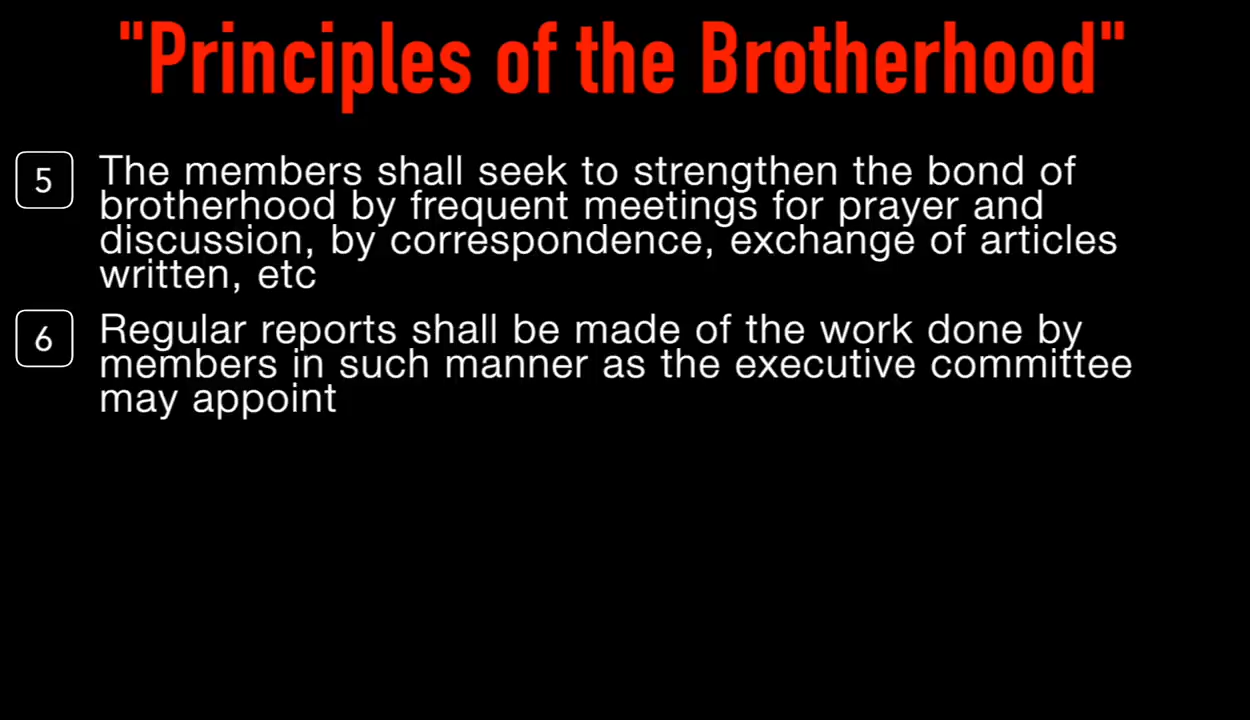 "Principles of the Brotherhood"
5 The members shall seek to strengthen the bond of
brotherhood by frequent meetings for prayer and
discussion, by correspondence, exchange of articles
written, etc
6 Regular reports shall be made of the work done by
members in such manner as the executive committee
may appoint